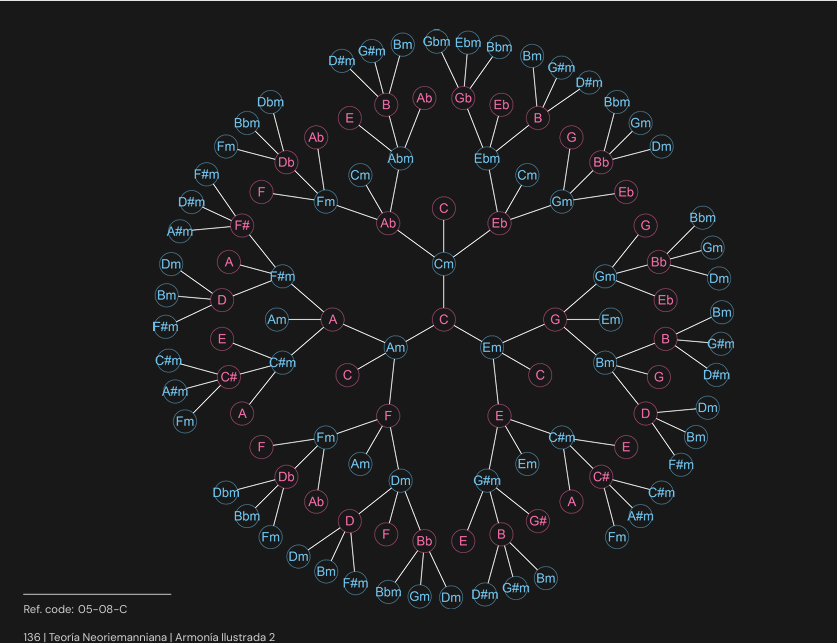 Gbm Ebm Bbm
D#m G#m Bm Bm G#m D#m
B Ab Gb Eb B
Dbm E Bbm
Bbm Ab G Gm
Fm Db Abm Ebm Bb Dm
F#m Cm Cm
D#m F Fm Gm Eb
A#m F# Ab C Eb G Bbm
Dm A F#m Cm Gm Bb Gm
Bm D Eb Dm
F#m Am A C G Em Bm
E B G#m
C#m C#m Am Em Bm
A#m C# C C G D#m
Fm A F E D Dm
F Fm C#m E Bm
Am Em F#m
Dbm Db Dm G#m C# C#m
Bbm Ab A A#m
Fm D F Bb E B G# Fm
Dm Bm F#m Bbm Gm Dm D#m G#m Bm
Ref. code: 05-08-C
136 | Teoría Neoriemanniana | Armonía Ilustrada 2